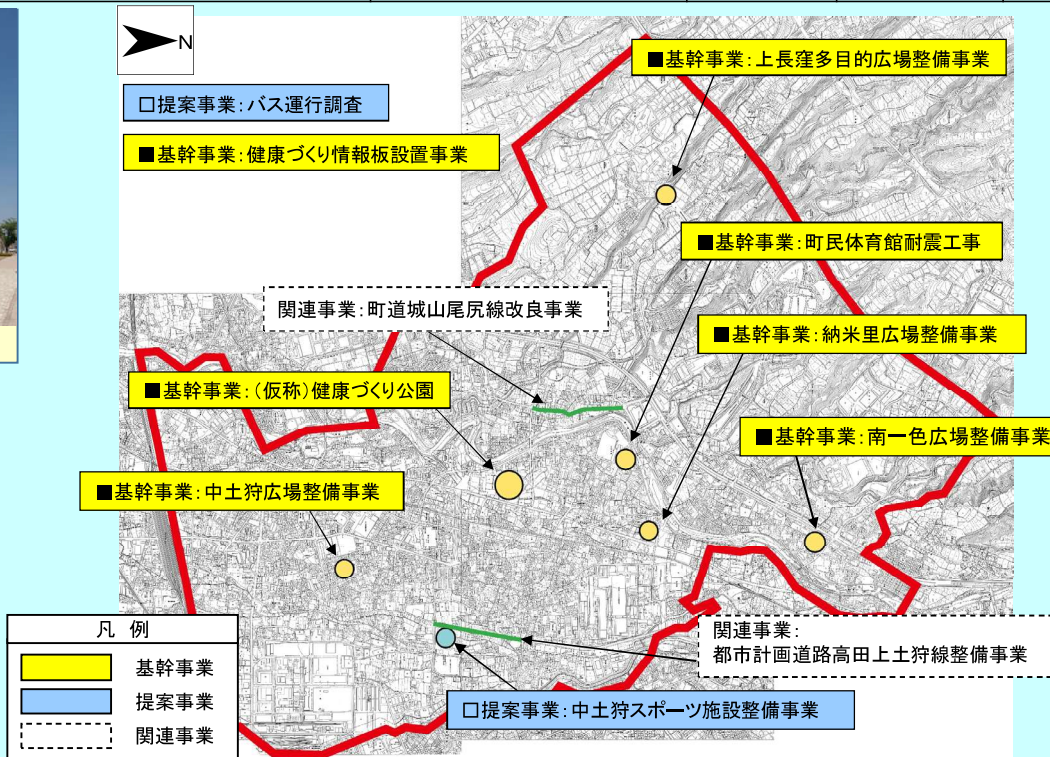 N
■基幹事業：上長窪多目的広場整備事業
□提案事業：バス運行調査
■基幹事業：健康づくり情報板設置事業
■基幹事業：町民体育館耐震工事
関連事業：町道城山尾尻線改良事業
■基幹事業：納米里広場整備事業
■基幹事業：(仮称)健康づくり公園
■基幹事業：南一色広場整備事業
■基幹事業：中土狩広場整備事業
関連事業：
都市計画道路高田上土狩線整備事業
□提案事業：中土狩スポーツ施設整備事業
凡 例
基幹事業
提案事業
関連事業